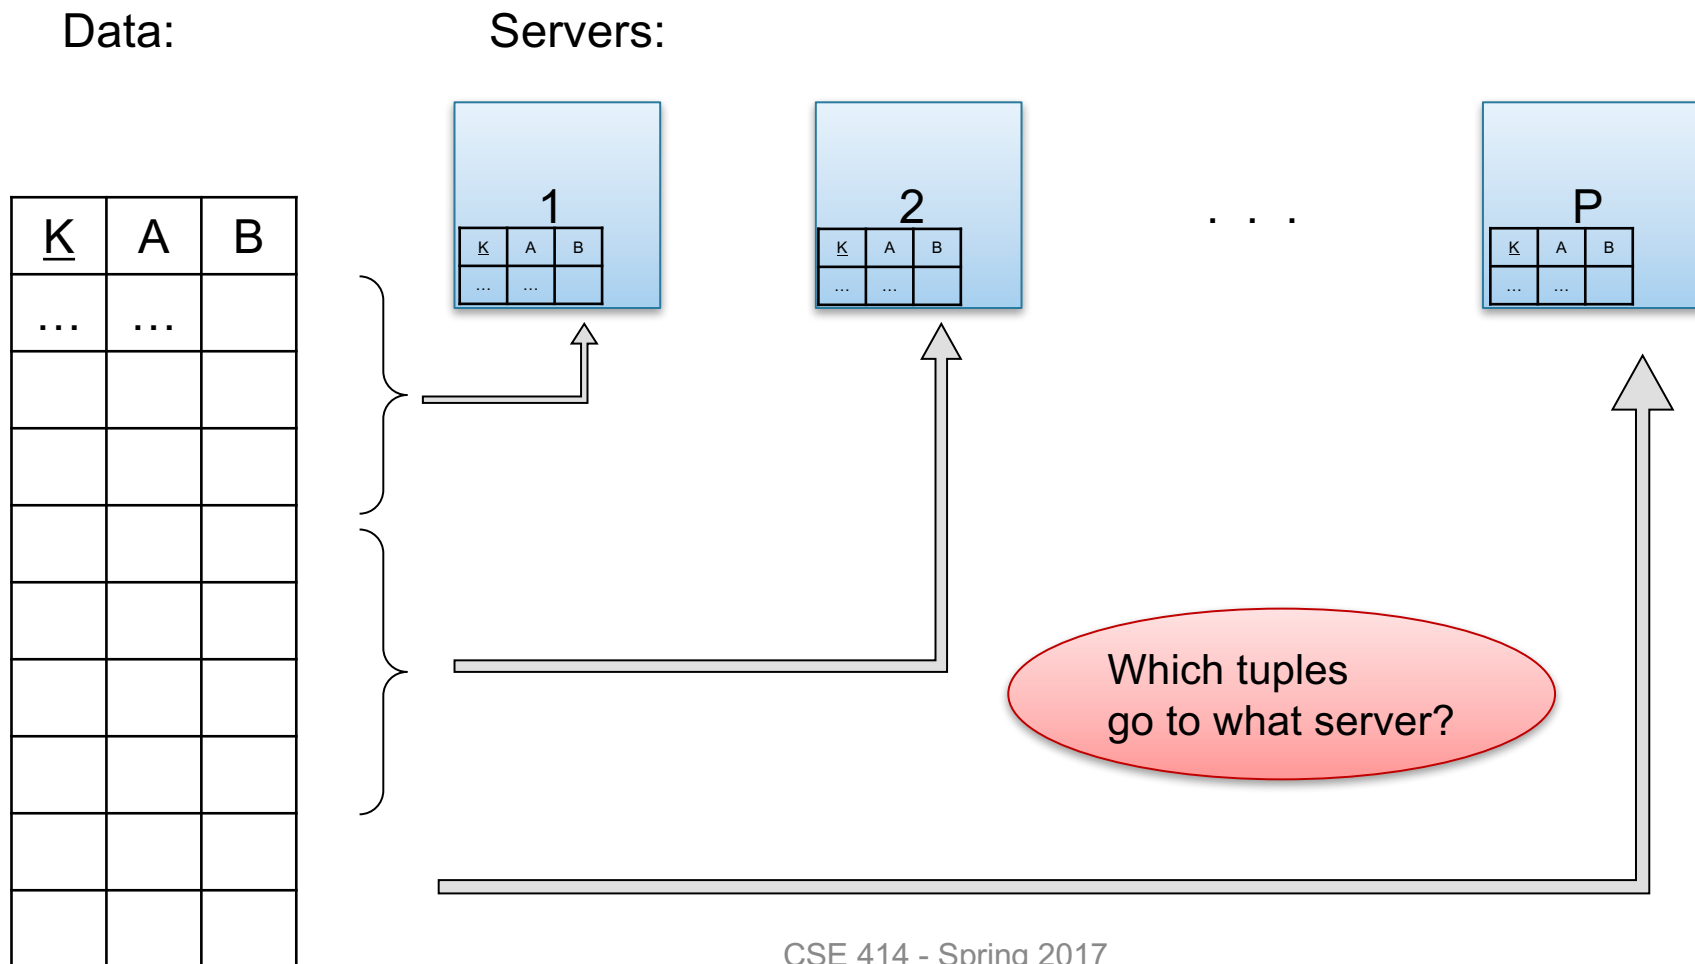 Data:
Servers:
1
K A B
… …
2
K A B
… …
. . .
P
K A B
… …
K A B
… …
Which tuples
go to what server?
CSE 414 - Spring 2017